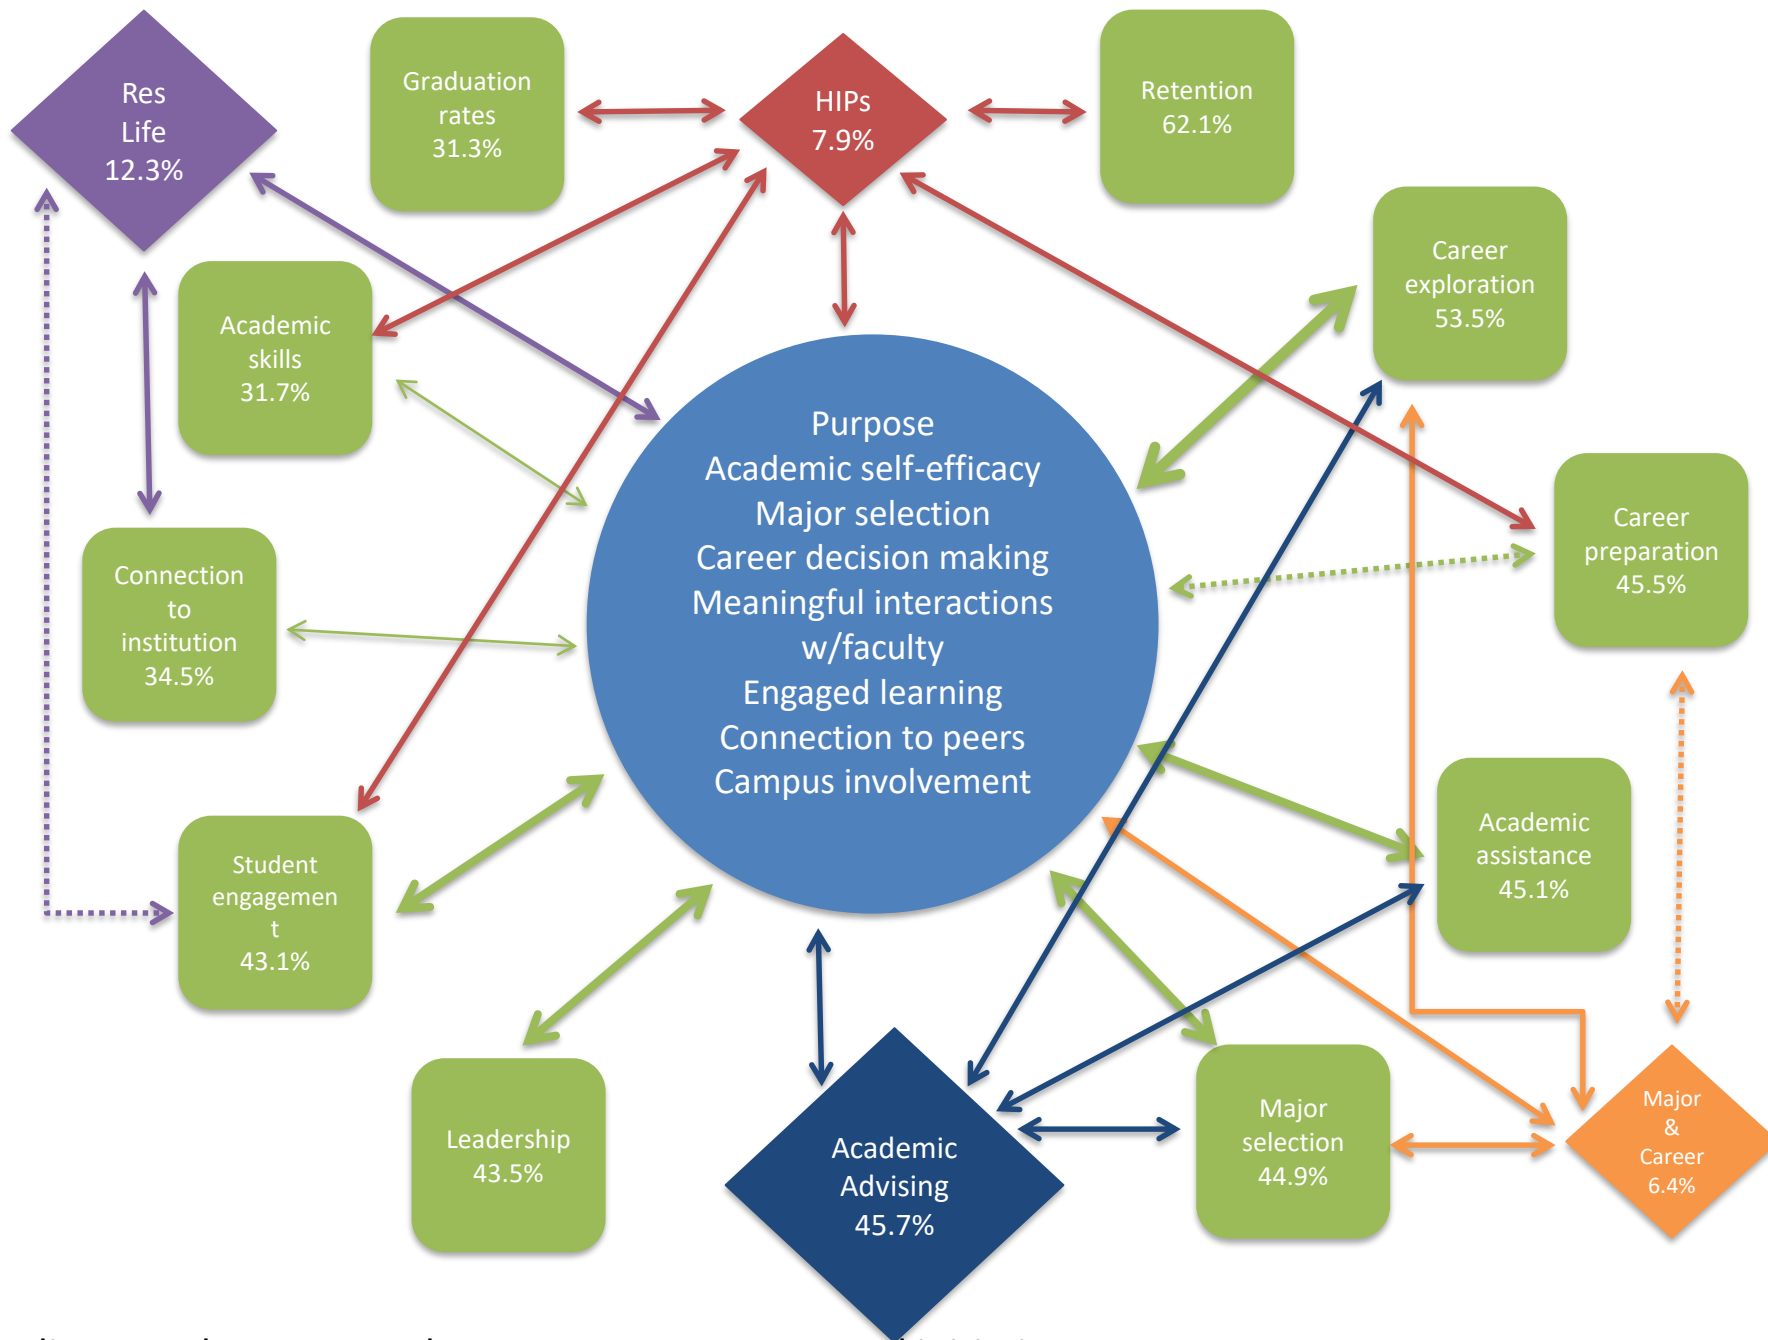 Res
Life
12.3%
Graduation
rates
31.3%
HIPs
7.9%
Retention
62.1%
Career
exploration
53.5%
Academic
skills
31.7%
Purpose
Academic self-efficacy
Major selection
Career decision making
Meaningful interactions
w/faculty
Engaged learning
Connection to peers
Campus involvement
Career
preparation
45.5%
Connection
to
institution
34.5%
Academic
assistance
45.1%
Student
engagemen
t
43.1%
Leadership
43.5%
Academic
Advising
45.7%
Major
selection
44.9%
Major
&
Career
6.4%